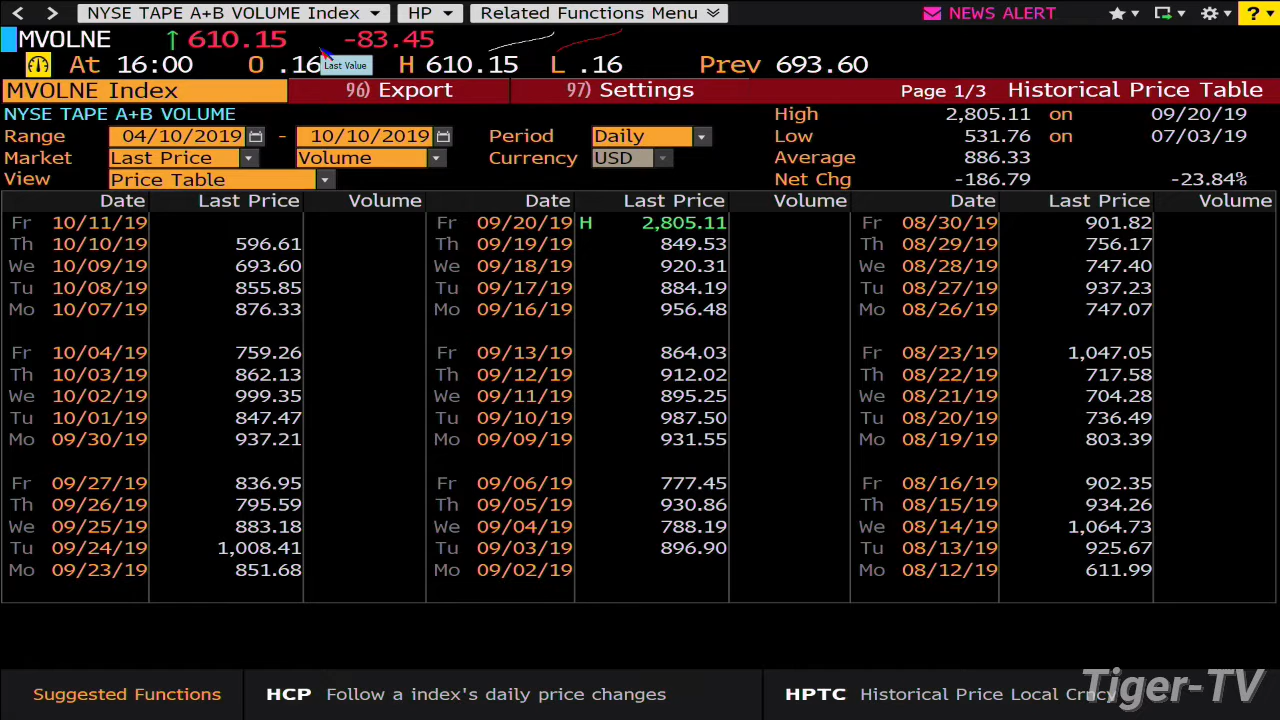 NYSE TAPE A+B VOLUME Index HP Related Functions Menu NEWS ALERT ?
MVOLNE ↑ 610.15 -83.45
At 16:00 O .16 Last Value H 610.15 L .16 Prev 693.60
MVOLNE Index 96) Export 97) Settings Page 1/3 Historical Price Table
NYSE TAPE A+B VOLUME High 2,805.11 on 09/20/19
Range 04/10/2019 - 10/10/2019 Period Daily Low 531.76 on 07/03/19
Market Last Price Volume Currency USD Average 886.33
View Price Table Net Chg -186.79 -23.84%
Date Last Price Volume Date Last Price Volume Date Last Price Volume
Fr 10/11/19 Fr 09/20/19 H 2,805.11 Fr 08/30/19 901.82
Th 10/10/19 596.61 Th 09/19/19 849.53 Th 08/29/19 756.17
We 10/09/19 693.60 We 09/18/19 920.31 We 08/28/19 747.40
Tu 10/08/19 855.85 Tu 09/17/19 884.19 Tu 08/27/19 937.23
Mo 10/07/19 876.33 Mo 09/16/19 956.48 Mo 08/26/19 747.07
Fr 10/04/19 759.26 Fr 09/13/19 864.03 Fr 08/23/19 1,047.05
Th 10/03/19 862.13 Th 09/12/19 912.02 Th 08/22/19 717.58
We 10/02/19 999.35 We 09/11/19 895.25 We 08/21/19 704.28
Tu 10/01/19 847.47 Tu 09/10/19 987.50 Tu 08/20/19 736.49
Mo 09/30/19 937.21 Mo 09/09/19 931.55 Mo 08/19/19 803.39
Fr 09/27/19 836.95 Fr 09/06/19 777.45 Fr 08/16/19 902.35
Th 09/26/19 795.59 Th 09/05/19 930.86 Th 08/15/19 934.26
We 09/25/19 883.18 We 09/04/19 788.19 We 08/14/19 1,064.73
Tu 09/24/19 1,008.41 Tu 09/03/19 896.90 Tu 08/13/19 925.67
Mo 09/23/19 851.68 Mo 09/02/19 Mo 08/12/19 611.99
Suggested Functions HCP Follow a index's daily price changes HPTC Historical Price Local Crncy
Tiger-TV